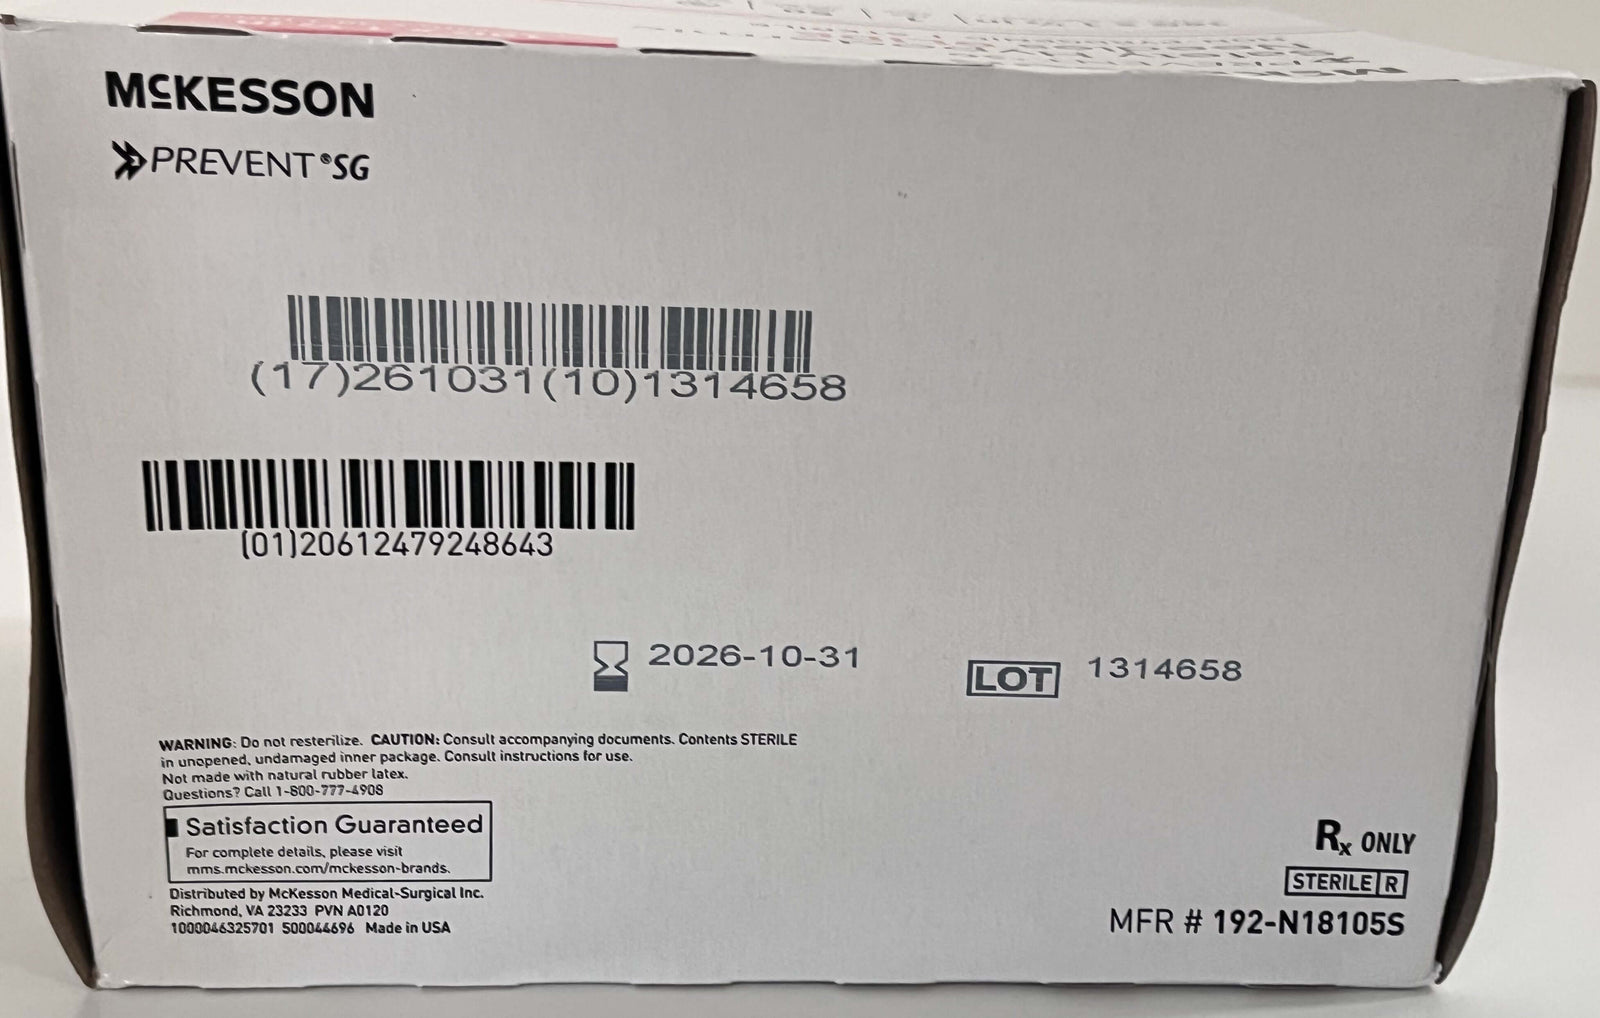 McKESSON
PREVENT® SG
(17)261031(10)1314658
(01)20612479248643
2026-10-31
LOT 1314658
WARNING: Do not resterilize. CAUTION: Consult accompanying documents. Contents STERILE
in unopened, undamaged inner package. Consult instructions for use.
Not made with natural rubber latex.
Questions? Call 1-800-777-4908
Satisfaction Guaranteed
For complete details, please visit
mms.mckesson.com/mckesson-brands.
Distributed by McKesson Medical-Surgical Inc.
Richmond, VA 23233 PVN A0120
1000046325701 S00044696 Made in USA
Rx ONLY
STERILE R
MFR # 192-N18105S